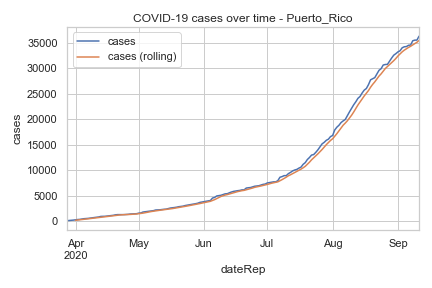 COVID-19 cases over time - Puerto_Rico
cases
cases (rolling)
35000
30000
25000
20000
15000
10000
5000
0
cases
Apr
2020
May
Jun
Jul
Aug
Sep
dateRep